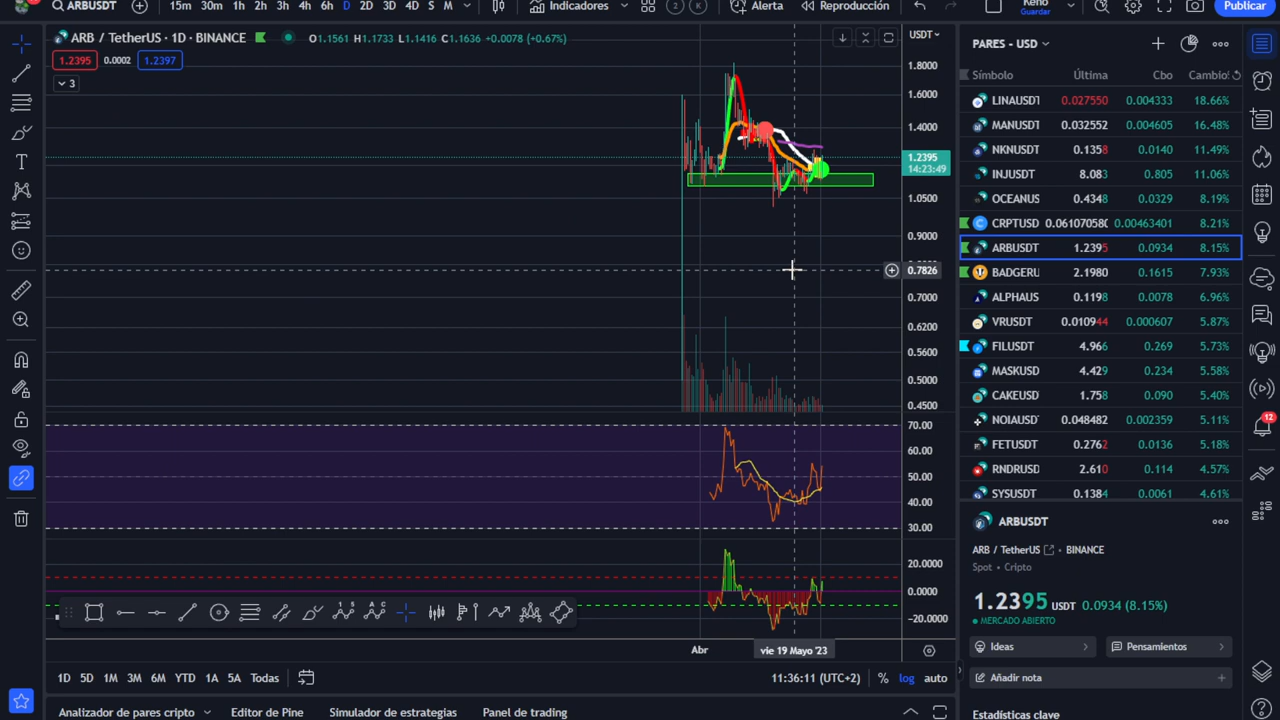 ARBUSDT 15m 30m 1h 2h 3h 4h 6h D 2D 3D 4D S M Indicadores 2 K Alerta Reproducción Keno Guardar Publicar
ARB / TetherUS · 1D · BINANCE O1.1561 H1.1733 L1.1416 C1.1636 +0.0078 (+0.67%)
1.2395 0.0002 1.2397
3
USDT
1.8000
1.6000
1.4000
1.2395
14:23:49
1.0500
0.9000
0.7826
0.7000
0.6200
0.5600
0.5000
0.4500
70.00
60.00
50.00
40.00
30.00
20.0000
0.0000
−20.0000
Abr vie 19 Mayo '23
1D 5D 1M 3M 6M YTD 1A 5A Todas 11:36:11 (UTC+2) % log auto
Analizador de pares cripto Editor de Pine Simulador de estrategias Panel de trading
PARES - USD
Símbolo Última Cbo Cambio
LINAUSDT 0.027550 0.004333 18.66%
MANUSDT 0.032552 0.004605 16.48%
NKNUSDT 0.1358 0.0140 11.49%
INJUSDT 8.083 0.805 11.06%
OCEANUS 0.4348 0.0329 8.19%
CRPTUSD 0.06107058 0.00463401 8.21%
ARBUSDT 1.2395 0.0934 8.15%
BADGERU 2.1980 0.1615 7.93%
ALPHAUS 0.1198 0.0078 6.96%
VRUSDT 0.010944 0.000607 5.87%
FILUSDT 4.966 0.269 5.73%
MASKUSD 4.429 0.234 5.58%
CAKEUSD 1.758 0.090 5.40%
NOIAUSDT 0.048482 0.002359 5.11%
FETUSDT 0.2762 0.0136 5.18%
RNDRUSD 2.610 0.114 4.57%
SYSUSDT 0.1384 0.0061 4.61%
ARBUSDT
ARB / TetherUS · BINANCE
Spot · Cripto
1.2395 USDT 0.0934 (8.15%)
MERCADO ABIERTO
Ideas Pensamientos
Añadir nota
Estadísticas clave
12